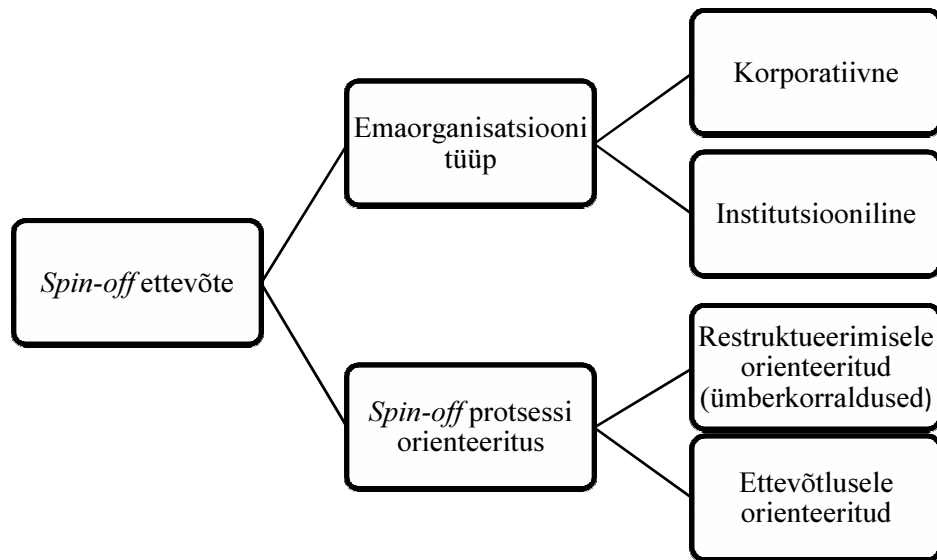 Spin-off ettevõte
Emaorganisatsiooni
tüüp
Korporatiivne
Institutsiooniline
Spin-off protsessi
orienteeritus
Restruktueerimisele
orienteeritud
(ümberkorraldused)
Ettevõtlusele
orienteeritud